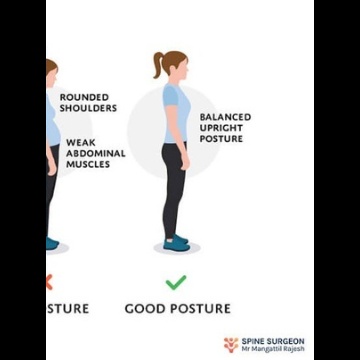 ROUNDED
SHOULDERS
WEAK
ABDOMINAL
MUSCLES
BALANCED
UPRIGHT
POSTURE
STURE
GOOD POSTURE
SPINE SURGEON
Mr Mangattil Rajesh